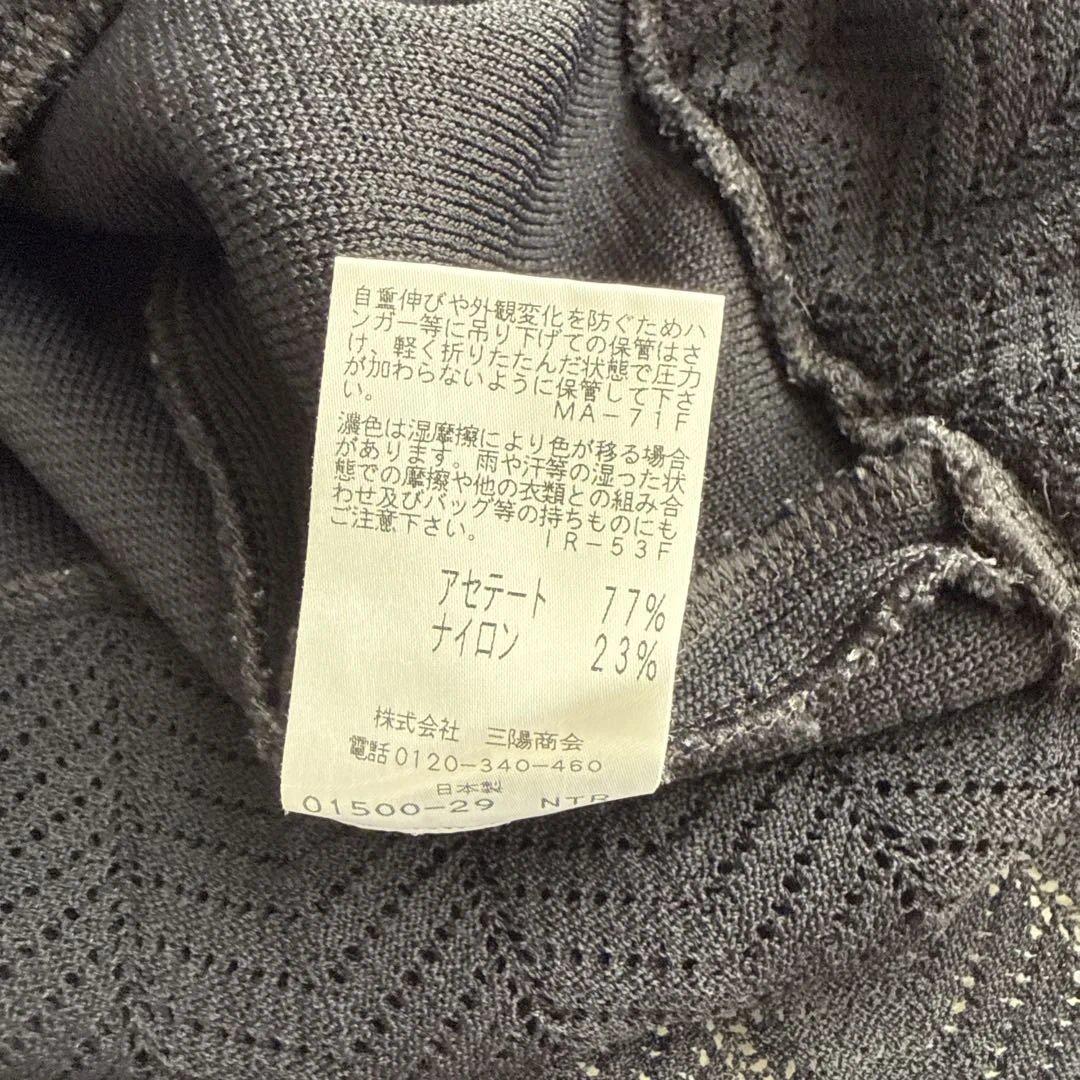 自重伸びや外観変化を防ぐためハ
ンガー等に吊り下げての保管はさ
け、軽く折りたたんだ状態で圧力
が加わらないように保管して下さ
い。 MA-71F
濃色は湿摩擦により色が移る場合
があります。雨や汗等の湿った状
態での摩擦や他の衣類との組み合
わせ及びバッグ等の持ちものにも
ご注意下さい。 IR-53F
アセテート 77%
ナイロン 23%
株式会社 三陽商会
電話0120-340-460
日本製
01500-29